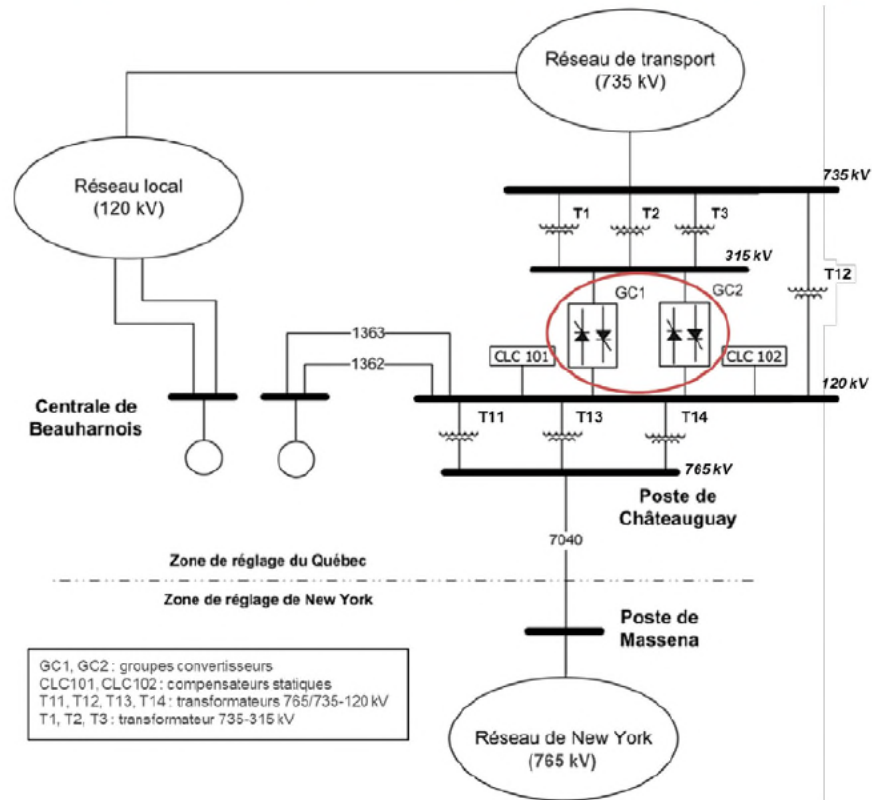 Réseau de transport
(735 kV)
Réseau local
(120 kV)
735 kV
T1
T2
T3
315 kV
T12
GC1
GC2
1363
1362
CLC 101
CLC 102
120 kV
Centrale de
Beauharnois
T11
T13
T14
765 kV
Poste de
Châteauguay
7040
Zone de réglage du Québec
Zone de réglage de New York
Poste de
Massena
GC1, GC2 : groupes convertisseurs
CLC101, CLC102 : compensateurs statiques
T11, T12, T13, T14 : transformateurs 765/735-120 kV
T1, T2, T3 : transformateur 735-315 kV
Réseau de New York
(765 kV)